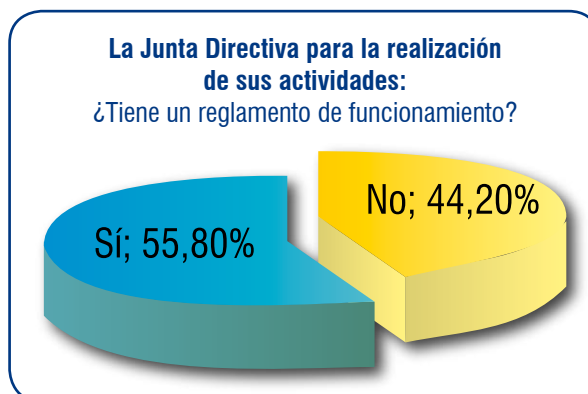 La Junta Directiva para la realización
de sus actividades:
¿Tiene un reglamento de funcionamiento?
No; 44,20%
Sí; 55,80%